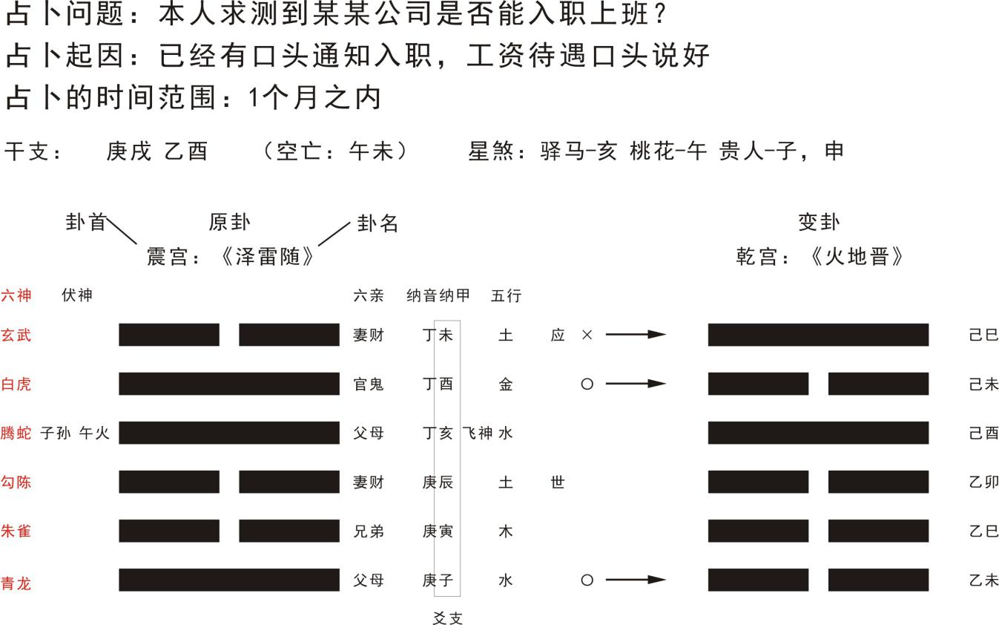 占卜问题：本人求测到某某公司是否能入职上班？
占卜起因：已经有口头通知入职，工资待遇口头说好
占卜的时间范围：1个月之内
干支： 庚戌 乙酉 （空亡：午未） 星煞：驿马-亥 桃花-午 贵人-子，申
卦首 原卦 卦名 变卦
震宫：《泽雷随》 乾宫：《火地晋》
六神 伏神 六亲 纳音纳甲 五行
玄武 妻财 丁未 土 应 × 己巳
白虎 官鬼 丁酉 金 ○ 己未
腾蛇 子孙 午火 父母 丁亥 飞神 水 己酉
勾陈 妻财 庚辰 土 世 乙卯
朱雀 兄弟 庚寅 木 乙巳
青龙 父母 庚子 水 ○ 乙未
爻支